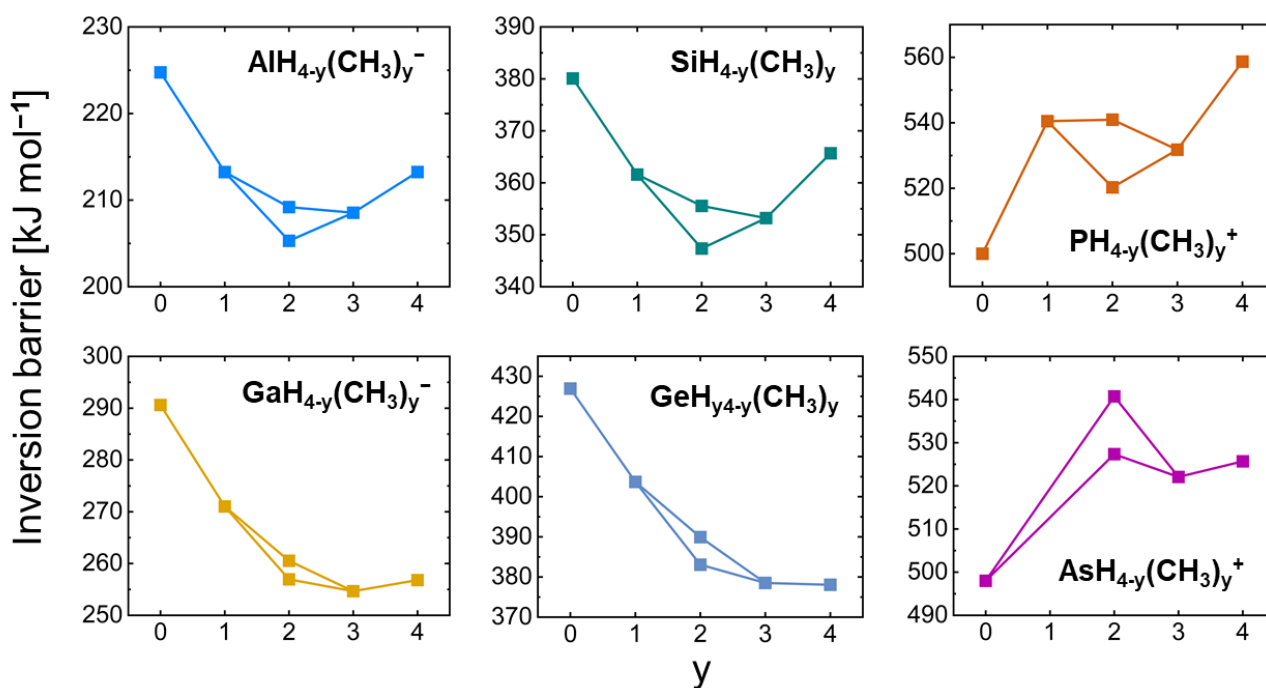 Inversion barrier [kJ mol⁻¹]
AlH₄₋y(CH₃)y⁻
230
220
210
200
0 1 2 3 4
SiH₄₋y(CH₃)y
390
380
370
360
350
340
0 1 2 3 4
PH₄₋y(CH₃)y⁺
560
540
520
500
0 1 2 3 4
GaH₄₋y(CH₃)y⁻
300
290
280
270
260
250
0 1 2 3 4
GeHy₄₋y(CH₃)y
430
420
410
400
390
380
370
0 1 2 3 4
AsH₄₋y(CH₃)y⁺
550
540
530
520
510
500
490
0 1 2 3 4
y